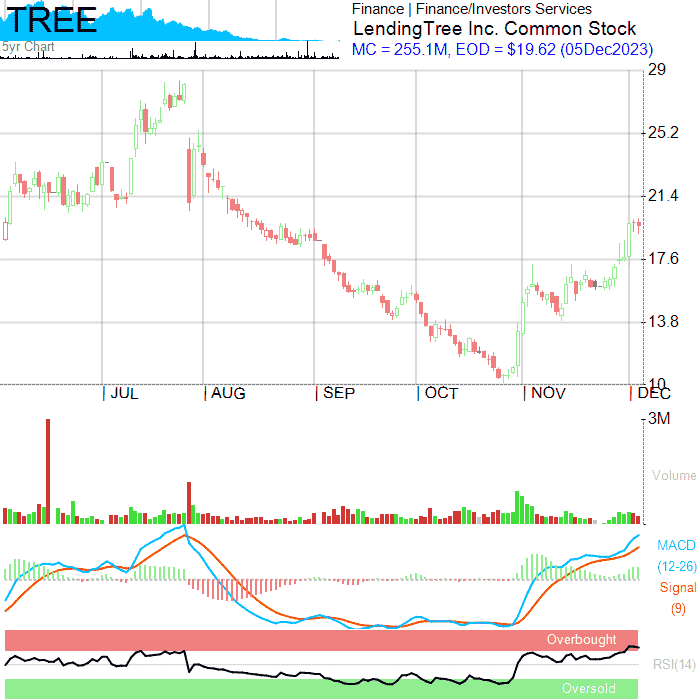 TREE
5yr Chart
Finance | Finance/Investors Services
LendingTree Inc. Common Stock
MC = 255.1M, EOD = $19.62 (05Dec2023)
29
25.2
21.4
17.6
13.8
10
JUL AUG SEP OCT NOV DEC
3M
Volume
MACD
(12-26)
Signal
(9)
Overbought
RSI(14)
Oversold